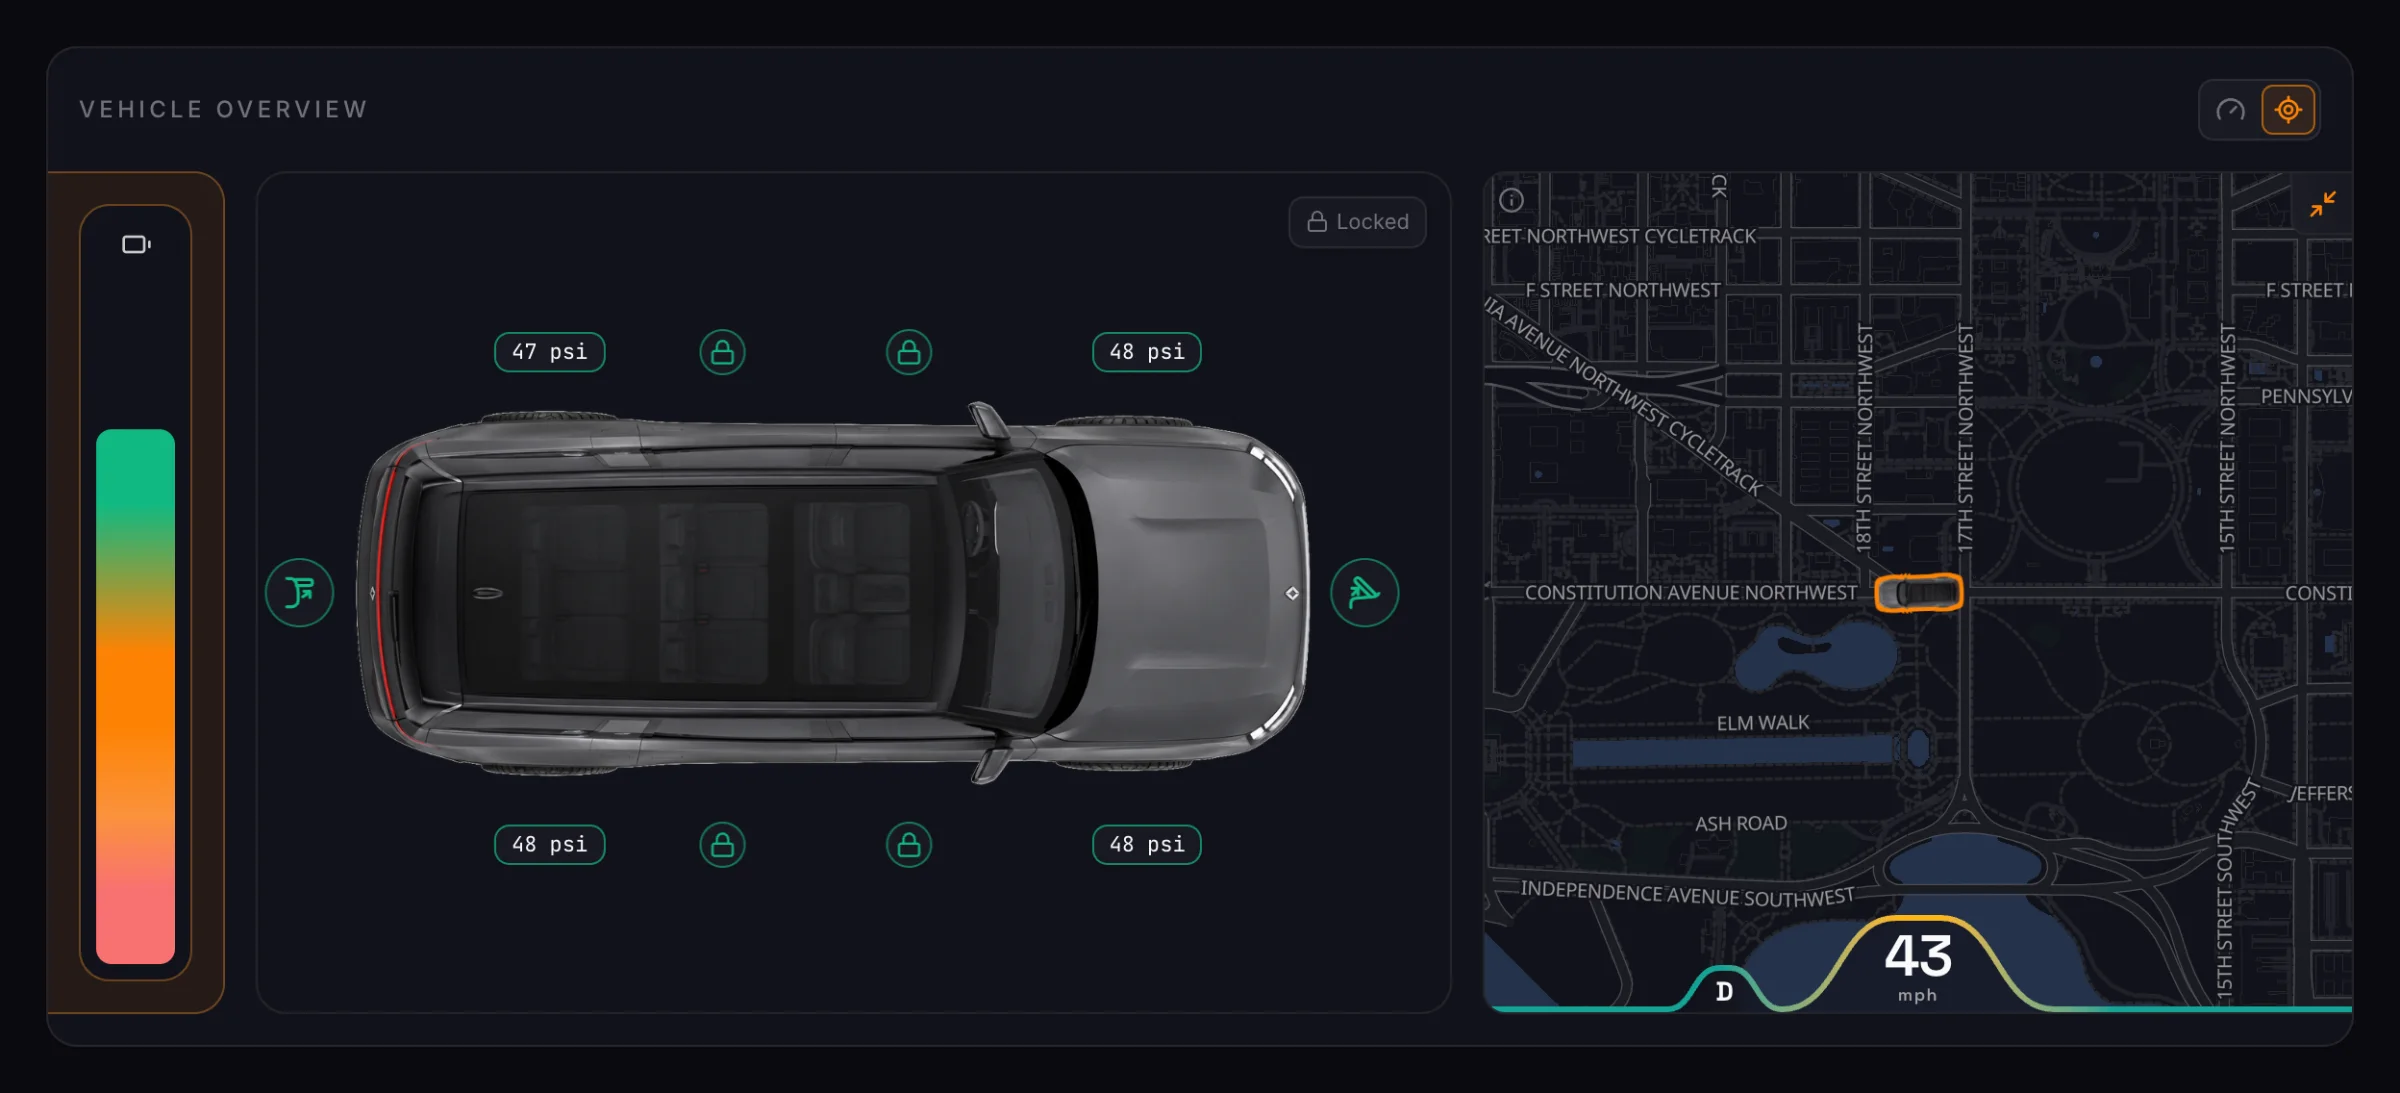 VEHICLE OVERVIEW
Locked
47 psi
48 psi
48 psi
48 psi
CK
REET NORTHWEST CYCLETRACK
F STREET NORTHWEST
F STREET
IA AVENUE NORTHWEST CYCLETRACK
18TH STREET NORTHWEST
17TH STREET NORTHWEST
15TH STREET NORTHWEST
PENNSYLV
CONSTITUTION AVENUE NORTHWEST
CONSTI
ELM WALK
JEFFERS
ASH ROAD
INDEPENDENCE AVENUE SOUTHWEST
15TH STREET SOUTHWEST
D
43
mph